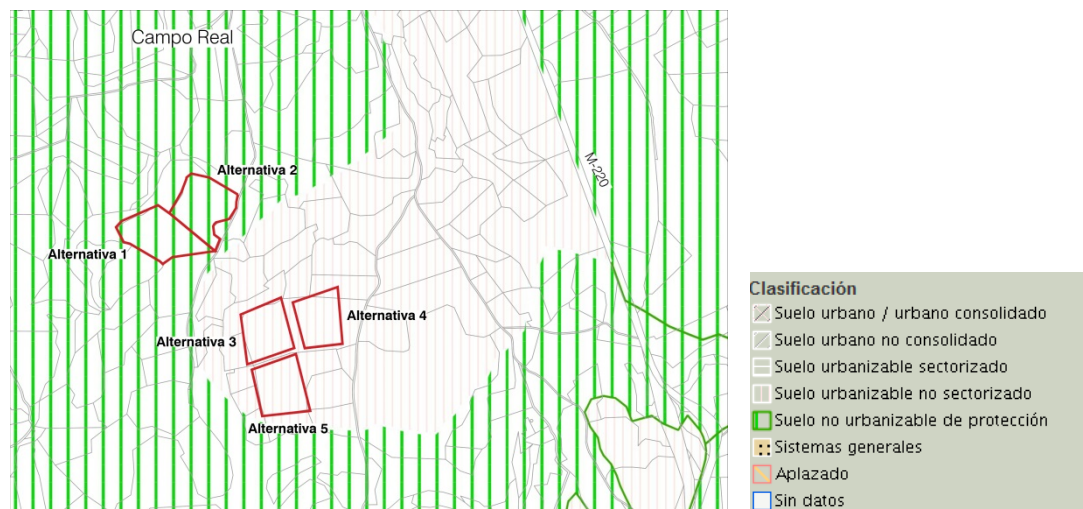 Campo Real
Alternativa 2
M-220
Alternativa 1
Alternativa 4
Alternativa 3
Alternativa 5
Clasificación
Suelo urbano / urbano consolidado
Suelo urbano no consolidado
Suelo urbanizable sectorizado
Suelo urbanizable no sectorizado
Suelo no urbanizable de protección
Sistemas generales
Aplazado
Sin datos